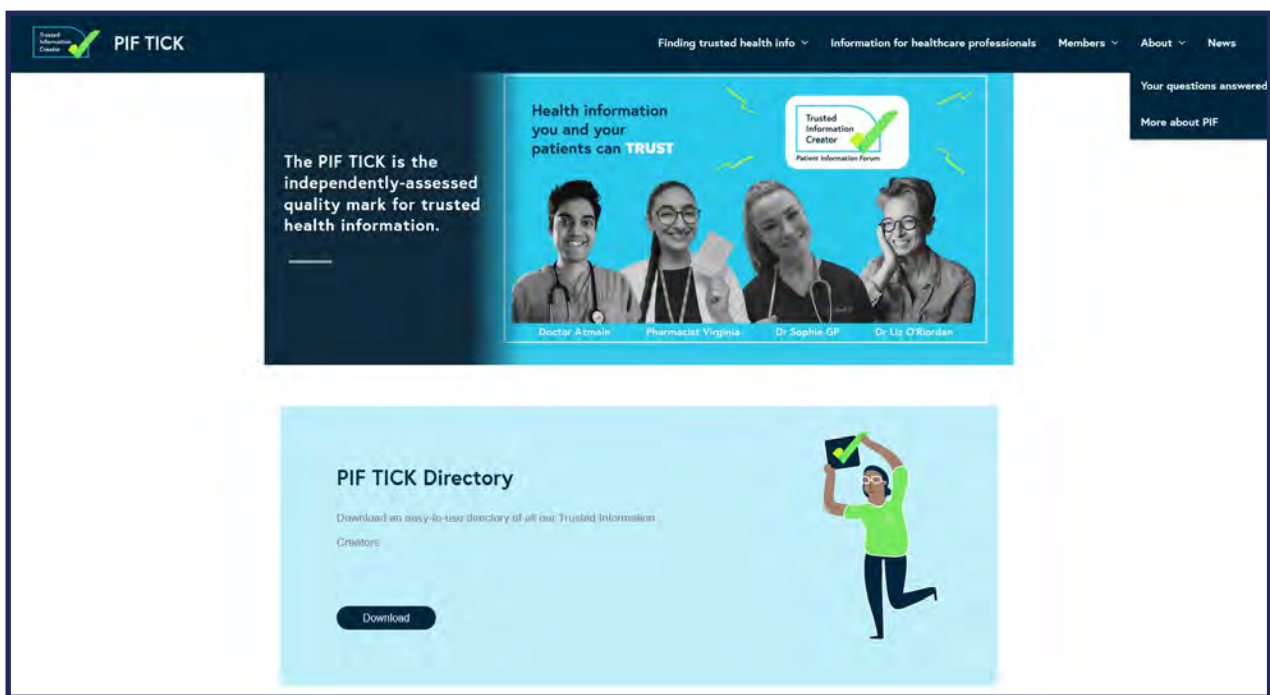 Trusted
Information
Creator
PIF TICK
Finding trusted health info
Information for healthcare professionals
Members
About
News
Your questions answered
More about PIF
The PIF TICK is the
independently-assessed
quality mark for trusted
health information.
Health information
you and your
patients can TRUST
Trusted
Information
Creator
Patient Information Forum
Doctor Atmain
Pharmacist Virginia
Dr Sophie GP
Dr Liz O'Riordan
PIF TICK Directory
Download an easy-to-use directory of all our Trusted Information
Creators
Download